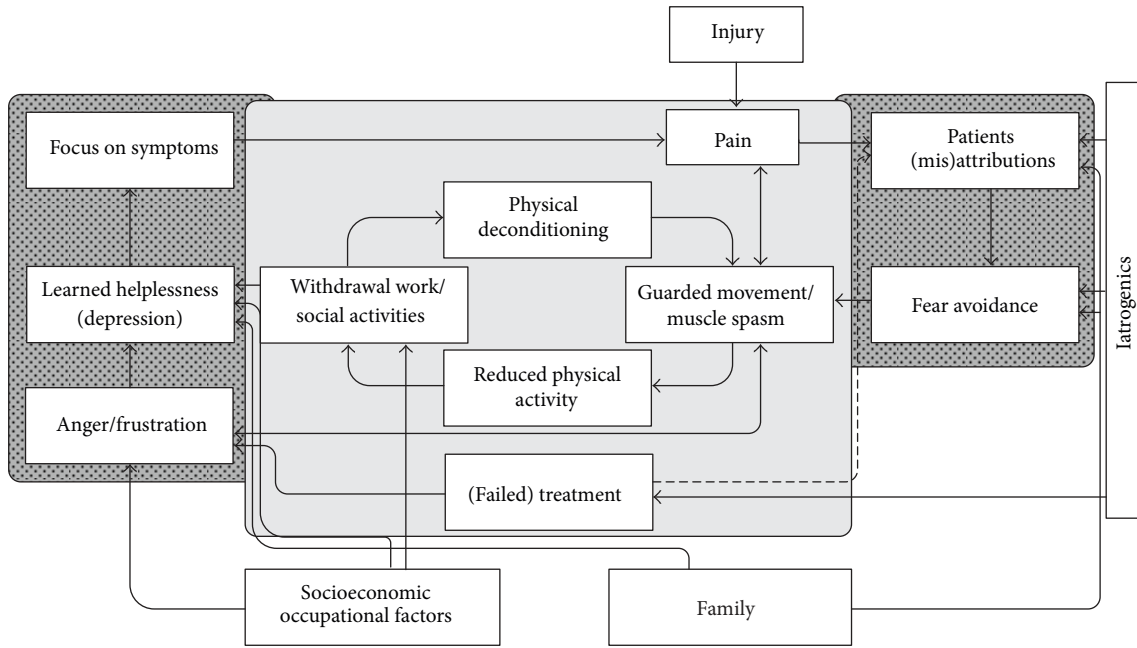 Injury
Focus on symptoms
Pain
Patients
(mis)attributions
Physical
deconditioning
Learned helplessness
(depression)
Withdrawal work/
social activities
Guarded movement/
muscle spasm
Fear avoidance
Iatrogenics
Reduced physical
activity
Anger/frustration
(Failed) treatment
Socioeconomic
occupational factors
Family